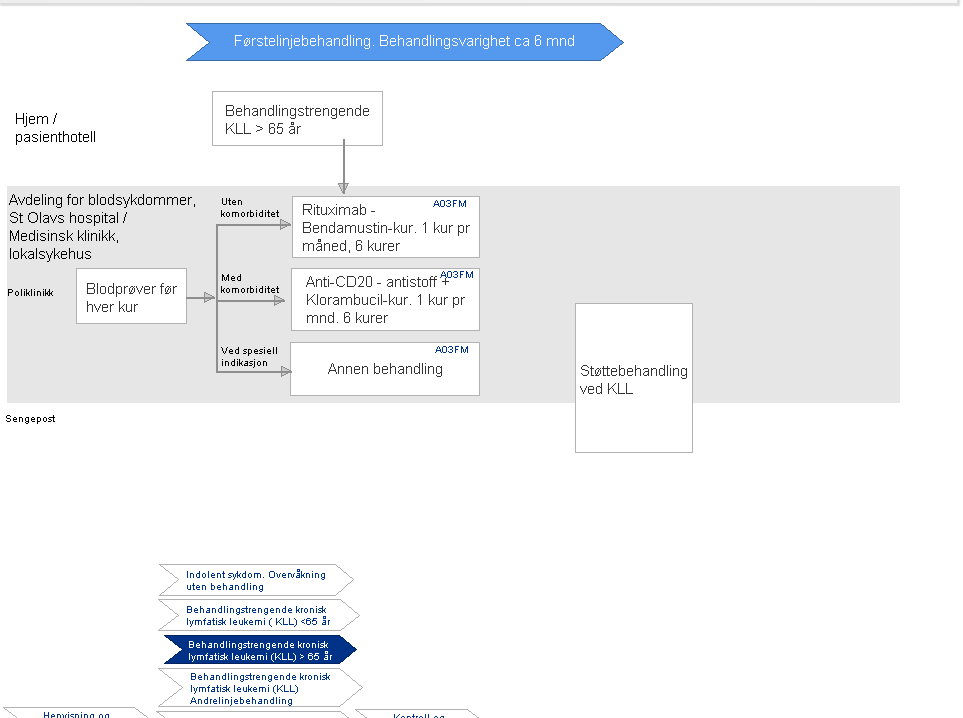 Førstelinjebehandling. Behandlingsvarighet ca 6 mnd
Hjem /
pasienthotell
Behandlingstrengende
KLL > 65 år
Avdeling for blodsykdommer,
St Olavs hospital /
Medisinsk klinikk,
lokalsykehus
Poliklinikk
Blodprøver før
hver kur
Uten
komorbiditet
A03FM
Rituximab -
Bendamustin-kur. 1 kur pr
måned, 6 kurer
Med
komorbiditet
A03FM
Anti-CD20 - antistoff +
Klorambucil-kur. 1 kur pr
mnd. 6 kurer
Ved spesiell
indikasjon
A03FM
Annen behandling
Støttebehandling
ved KLL
Sengepost
Indolent sykdom. Overvåkning
uten behandling
Behandlingstrengende kronisk
lymfatisk leukemi ( KLL) <65 år
Behandlingstrengende kronisk
lymfatisk leukemi (KLL) > 65 år
Behandlingstrengende kronisk
lymfatisk leukemi (KLL)
Andrelinjebehandling
Henvisning og
Kontroll og